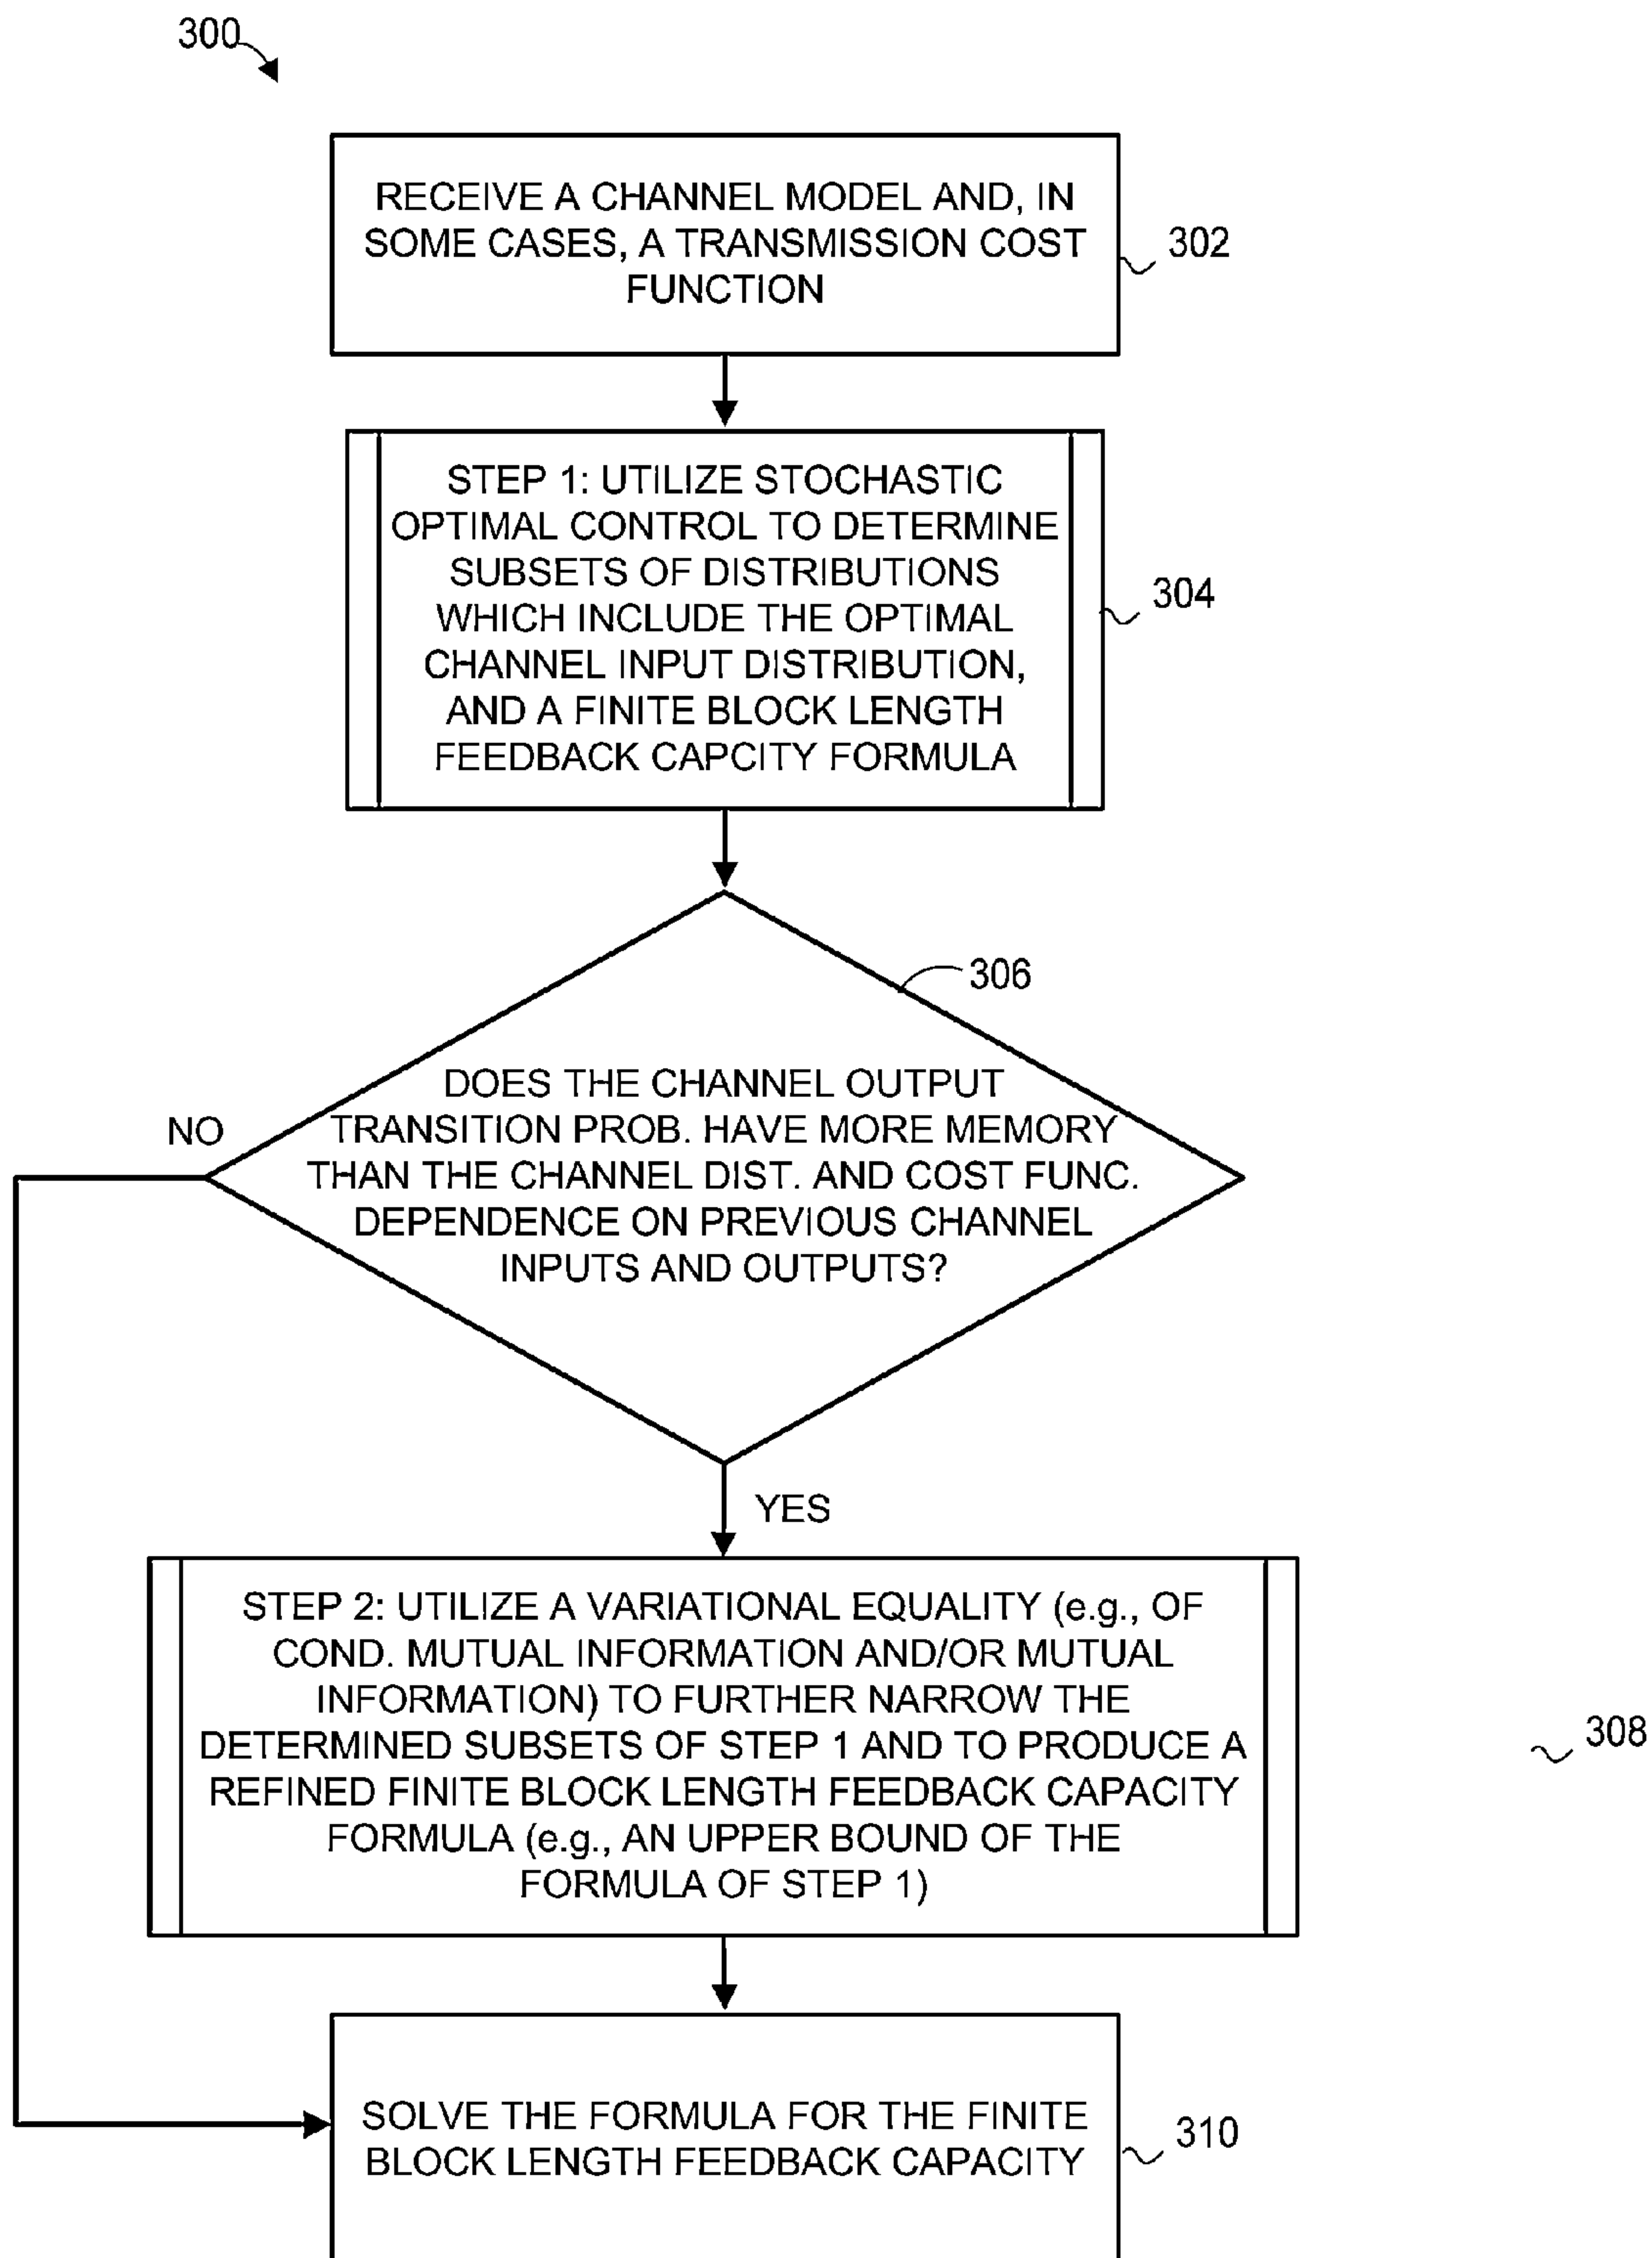 300
RECEIVE A CHANNEL MODEL AND, IN
SOME CASES, A TRANSMISSION COST
FUNCTION
302
STEP 1: UTILIZE STOCHASTIC
OPTIMAL CONTROL TO DETERMINE
SUBSETS OF DISTRIBUTIONS
WHICH INCLUDE THE OPTIMAL
CHANNEL INPUT DISTRIBUTION,
AND A FINITE BLOCK LENGTH
FEEDBACK CAPCITY FORMULA
304
306
DOES THE CHANNEL OUTPUT
TRANSITION PROB. HAVE MORE MEMORY
THAN THE CHANNEL DIST. AND COST FUNC.
DEPENDENCE ON PREVIOUS CHANNEL
INPUTS AND OUTPUTS?
NO
YES
STEP 2: UTILIZE A VARIATIONAL EQUALITY (e.g., OF
COND. MUTUAL INFORMATION AND/OR MUTUAL
INFORMATION) TO FURTHER NARROW THE
DETERMINED SUBSETS OF STEP 1 AND TO PRODUCE A
REFINED FINITE BLOCK LENGTH FEEDBACK CAPACITY
FORMULA (e.g., AN UPPER BOUND OF THE
FORMULA OF STEP 1)
308
SOLVE THE FORMULA FOR THE FINITE
BLOCK LENGTH FEEDBACK CAPACITY
310